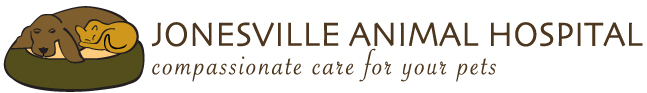 JONESVILLE ANIMAL HOSPITAL
compassionate care for your pets